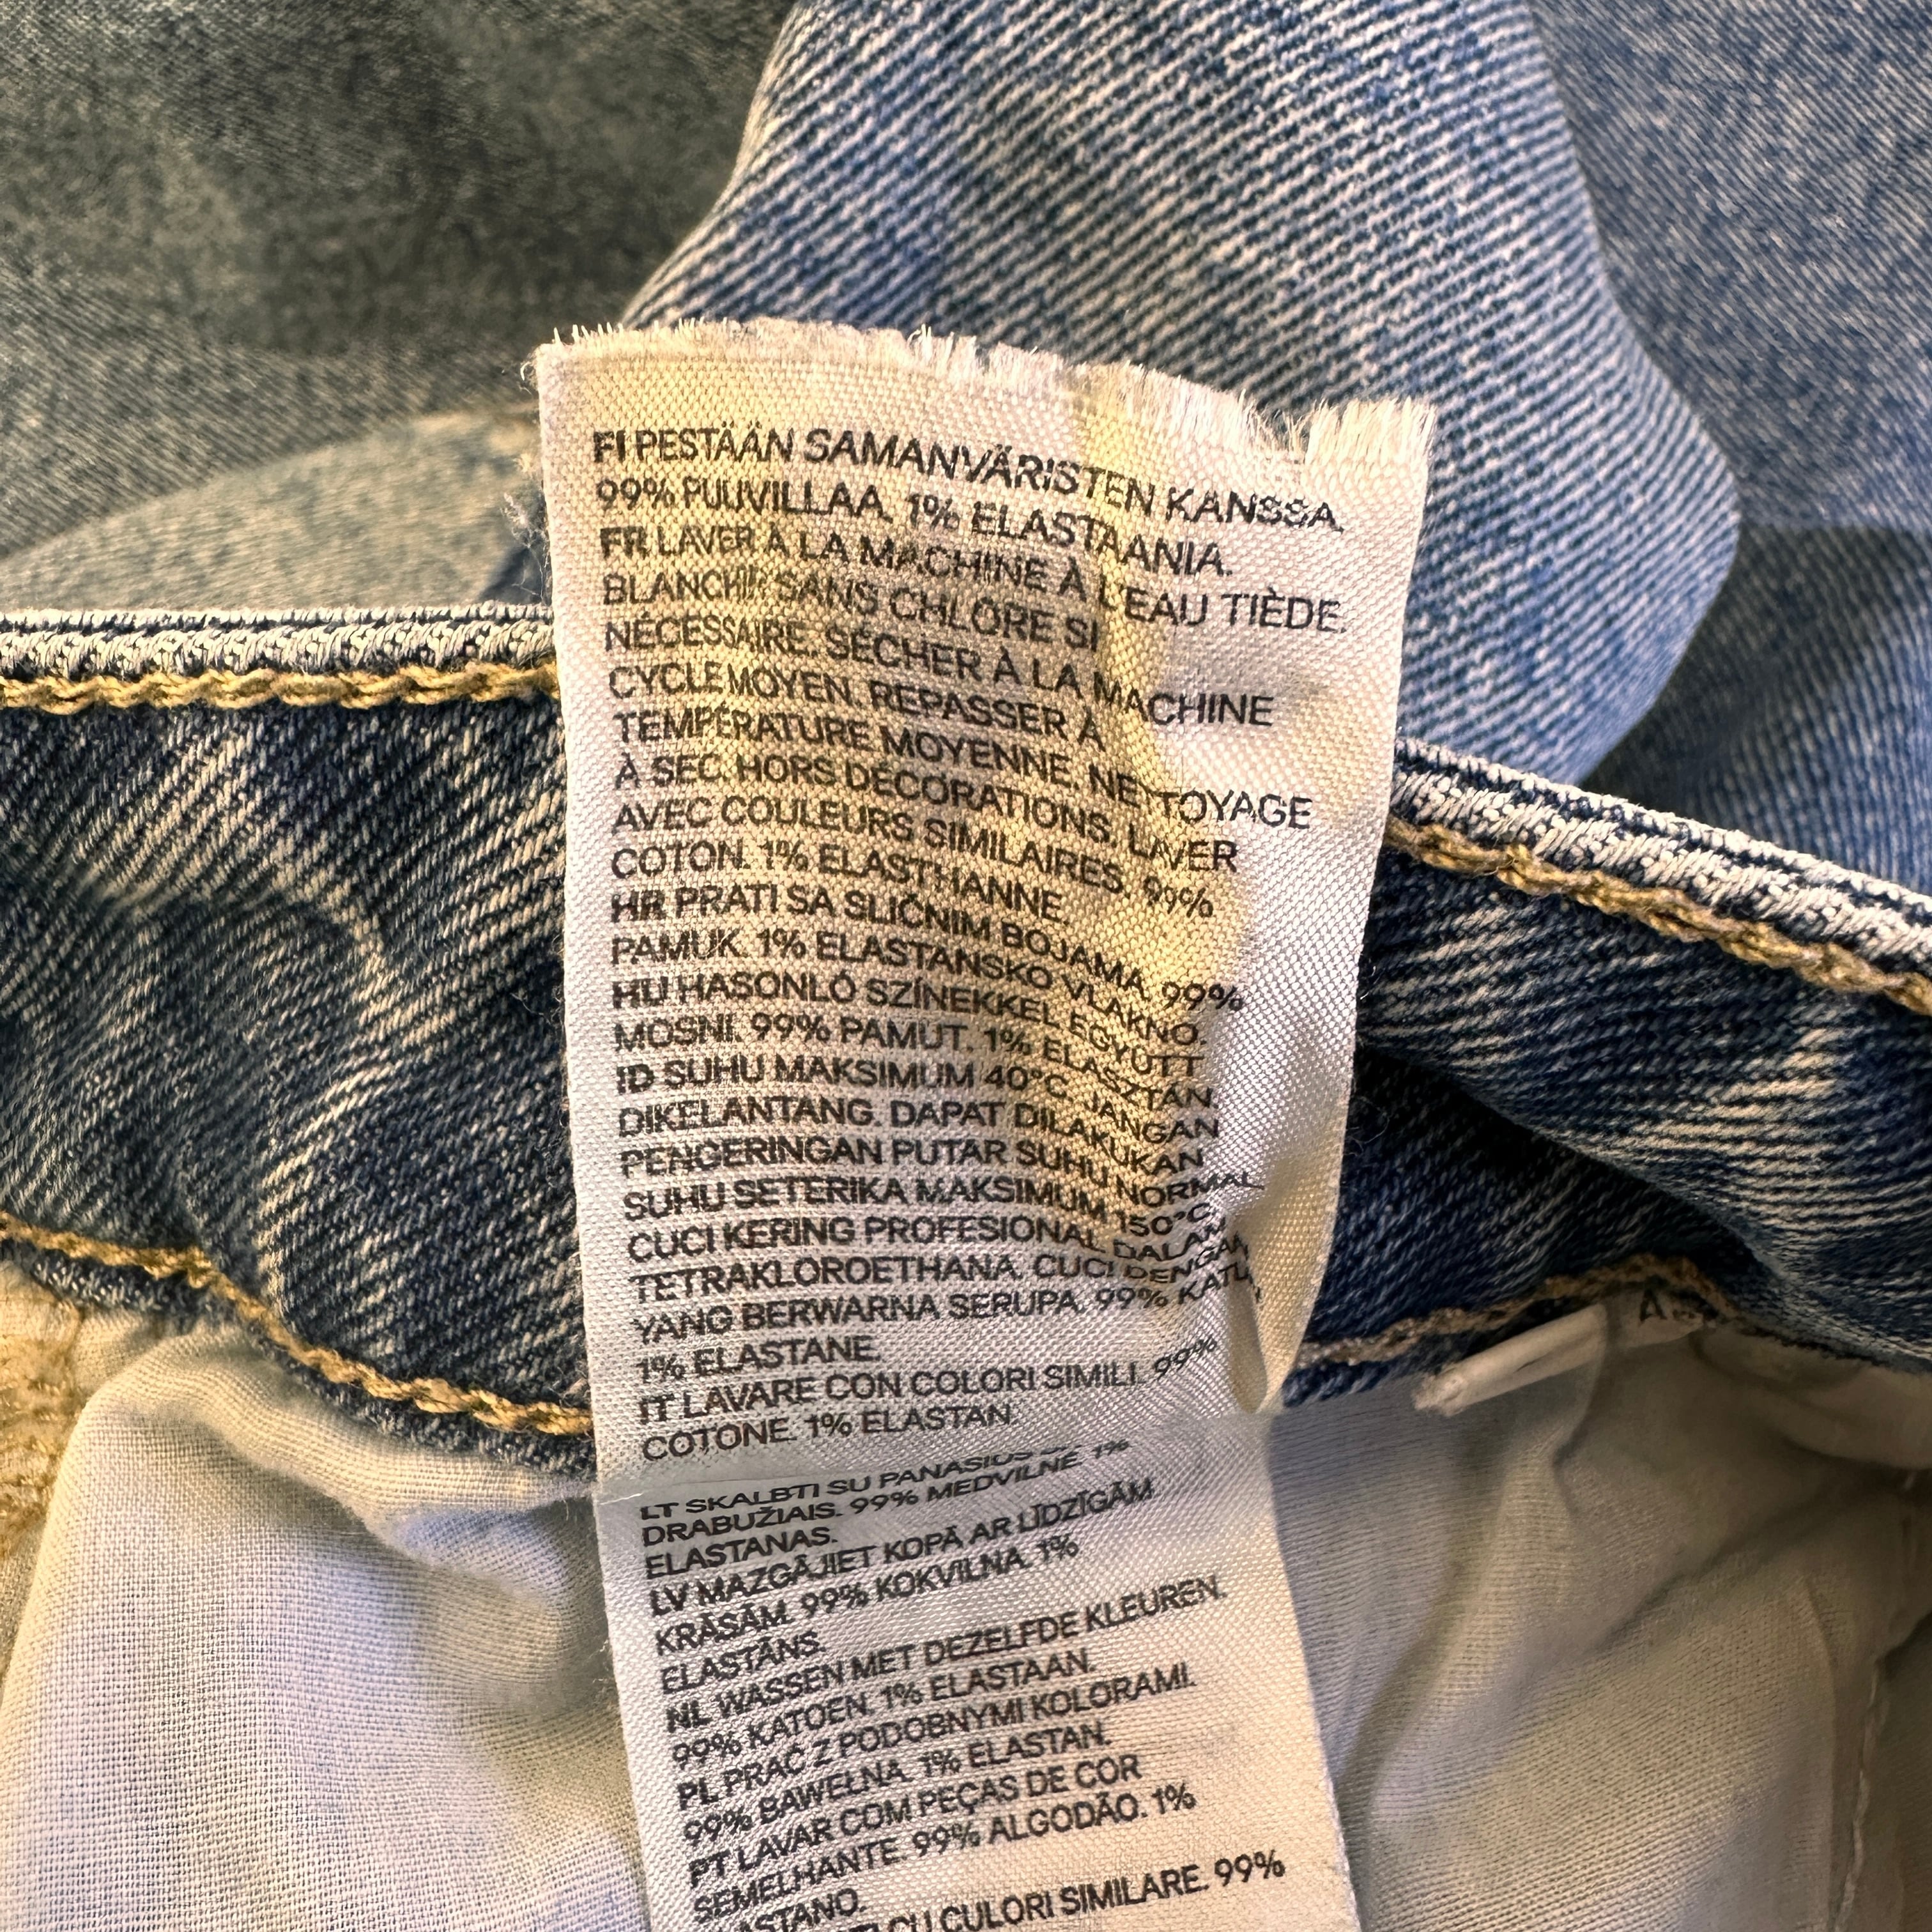 FI PESTÄÄN SAMANVÄRISTEN KANSSA.
99% PUUVILLAA. 1% ELASTAANIA.
FR LAVER À LA MACHINE À L'EAU TIÈDE.
BLANCHIR SANS CHLORE SI
NÉCESSAIRE. SÉCHER À LA MACHINE
CYCLE MOYEN. REPASSER À
TEMPÉRATURE MOYENNE. NETTOYAGE
À SEC, HORS DÉCORATIONS. LAVER
AVEC COULEURS SIMILAIRES. 99%
COTON. 1% ELASTHANNE.
HR PRATI SA SLIČNIM BOJAMA. 99%
PAMUK. 1% ELASTANSKO VLAKNO.
HU HASONLÓ SZÍNEKKEL EGYÜTT
MOSNI. 99% PAMUT. 1% ELASZTÁN.
ID SUHU MAKSIMUM 40°C. JANGAN
DIKELANTANG. DAPAT DILAKUKAN
PENGERINGAN PUTAR SUHU NORMAL
SUHU SETERIKA MAKSIMUM 150°C.
CUCI KERING PROFESIONAL DALAM
TETRAKLOROETHANA. CUCI DENGAN
YANG BERWARNA SERUPA. 99% KATUN
1% ELASTANE.
IT LAVARE CON COLORI SIMILI. 99%
COTONE. 1% ELASTAN.
LT SKALBTI SU
DRABUŽIAIS. 99% MEDVILNĖ. 1%
ELASTANAS.
LV MAZGĀJIET KOPĀ AR LĪDZĪGĀM
KRĀSĀM. 99% KOKVILNA. 1%
ELASTĀNS.
NL WASSEN MET DEZELFDE KLEUREN.
99% KATOEN. 1% ELASTAAN.
PL PRAĆ Z PODOBNYMI KOLORAMI.
99% BAWEŁNA. 1% ELASTAN.
PT LAVAR COM PEÇAS DE COR
SEMELHANTE. 99% ALGODÃO. 1%
ASTANO.
CU CULORI SIMILARE. 99%